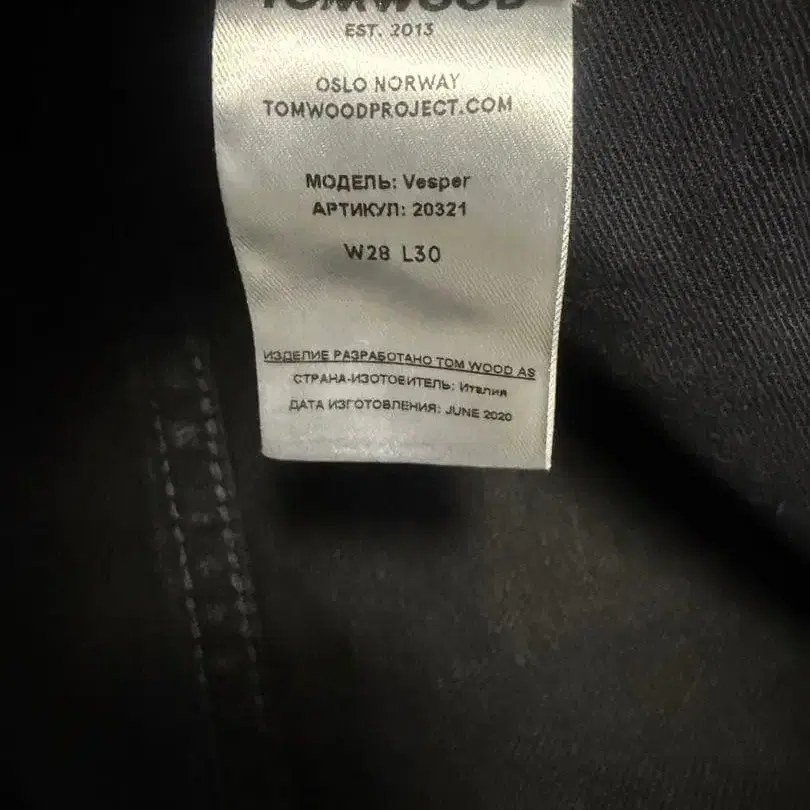 TOMWOOD
EST. 2013
OSLO NORWAY
TOMWOODPROJECT.COM
МОДЕЛЬ: Vesper
АРТИКУЛ: 20321
W28 L30
ИЗДЕЛИЕ РАЗРАБОТАНО TOM WOOD AS
СТРАНА-ИЗОТОВИТЕЛЬ: Италия
ДАТА ИЗГОТОВЛЕНИЯ: JUNE 2020